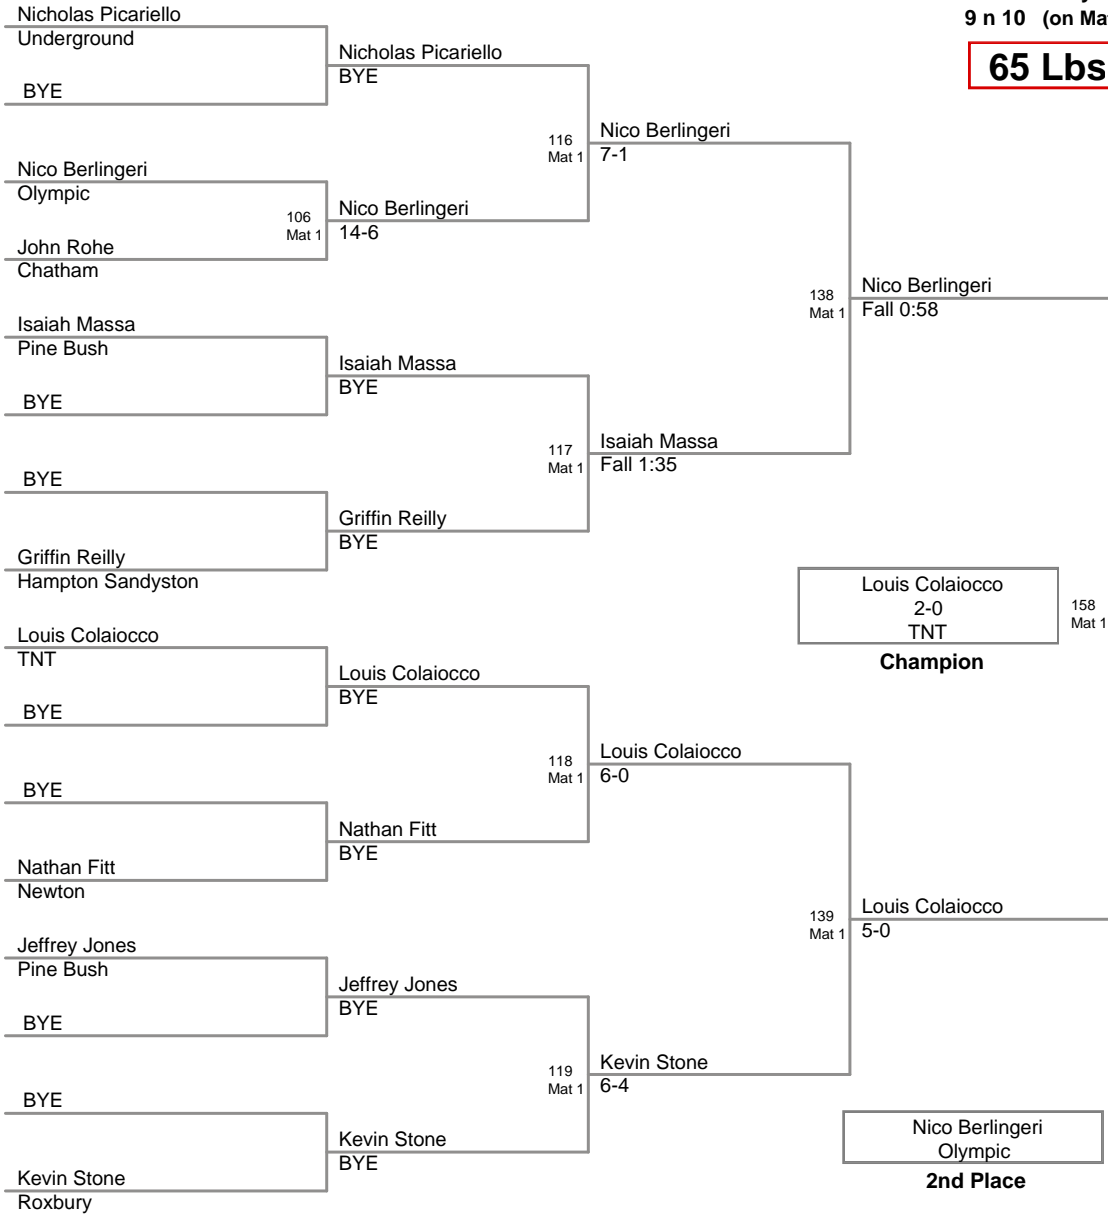 9 n 10 (on Mat
65 Lbs
Nicholas Picariello
Underground
BYE
Nico Berlingeri
Olympic
John Rohe
Chatham
Isaiah Massa
Pine Bush
BYE
BYE
Griffin Reilly
Hampton Sandyston
Louis Colaiocco
TNT
BYE
BYE
Nathan Fitt
Newton
Jeffrey Jones
Pine Bush
BYE
BYE
Kevin Stone
Roxbury
106
Mat 1
Nicholas Picariello
BYE
Nico Berlingeri
14-6
Isaiah Massa
BYE
Griffin Reilly
BYE
Louis Colaiocco
BYE
Nathan Fitt
BYE
Jeffrey Jones
BYE
Kevin Stone
BYE
116
Mat 1
Nico Berlingeri
7-1
117
Mat 1
Isaiah Massa
Fall 1:35
118
Mat 1
Louis Colaiocco
6-0
119
Mat 1
Kevin Stone
6-4
138
Mat 1
Nico Berlingeri
Fall 0:58
139
Mat 1
Louis Colaiocco
5-0
Louis Colaiocco
2-0
TNT
158
Mat 1
Champion
Nico Berlingeri
Olympic
2nd Place